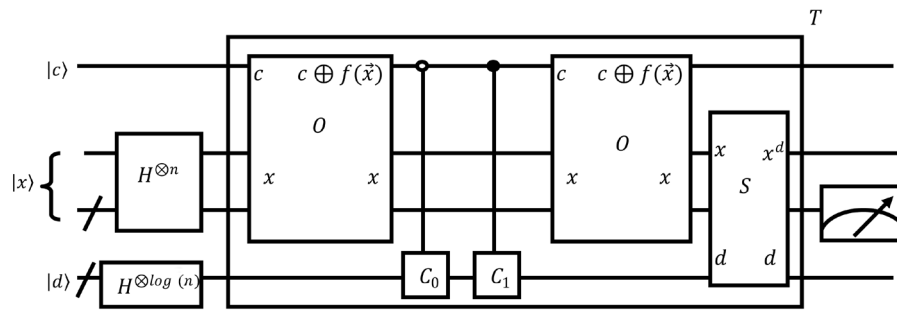 T
|c⟩
c c ⊕ f(x⃗)
c c ⊕ f(x⃗)
O
O
|x⟩
H^{⊗n}
x x
x x
x x^d
S
|d⟩
H^{⊗log (n)}
C_0
C_1
d d